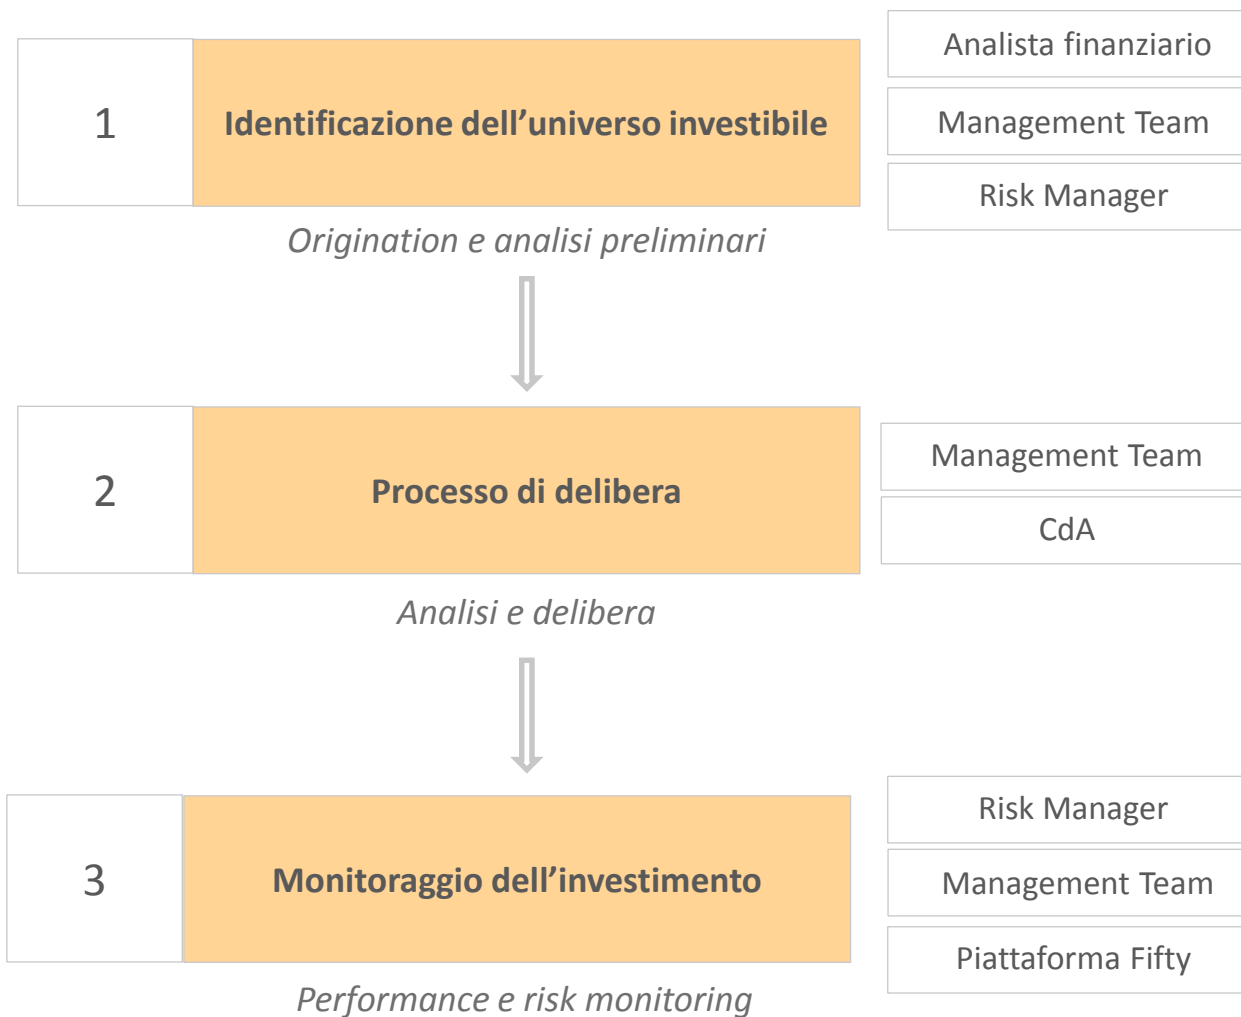 1
Identificazione dell’universo investibile
Origination e analisi preliminari
Analista finanziario
Management Team
Risk Manager
2
Processo di delibera
Analisi e delibera
Management Team
CdA
3
Monitoraggio dell’investimento
Performance e risk monitoring
Risk Manager
Management Team
Piattaforma Fifty